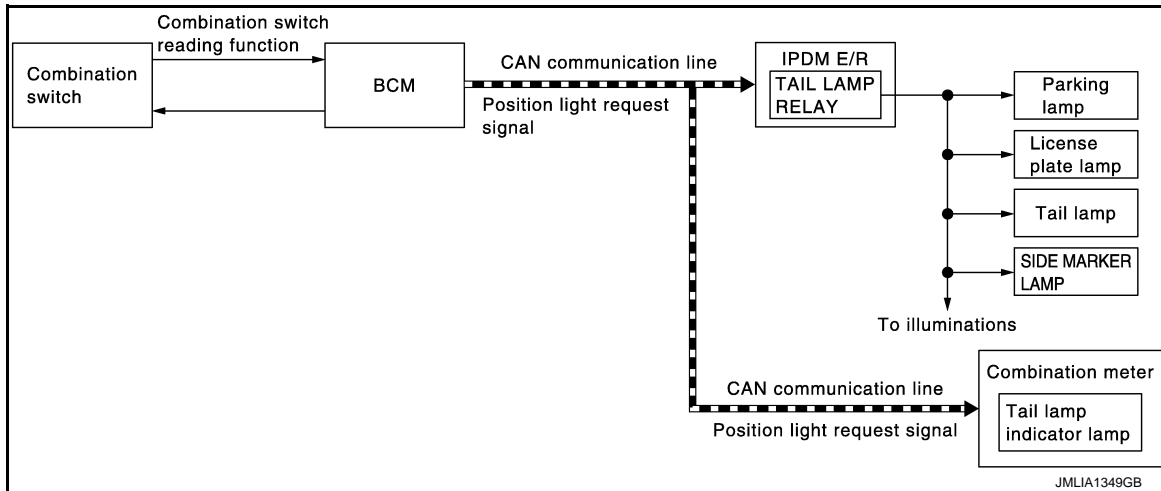 Combination switch
reading function
Combination
switch
BCM
CAN communication line
Position light request
signal
IPDM E/R
TAIL LAMP
RELAY
Parking
lamp
License
plate lamp
Tail lamp
SIDE MARKER
LAMP
To illuminations
CAN communication line
Position light request signal
Combination meter
Tail lamp
indicator lamp
JMLIA1349GB